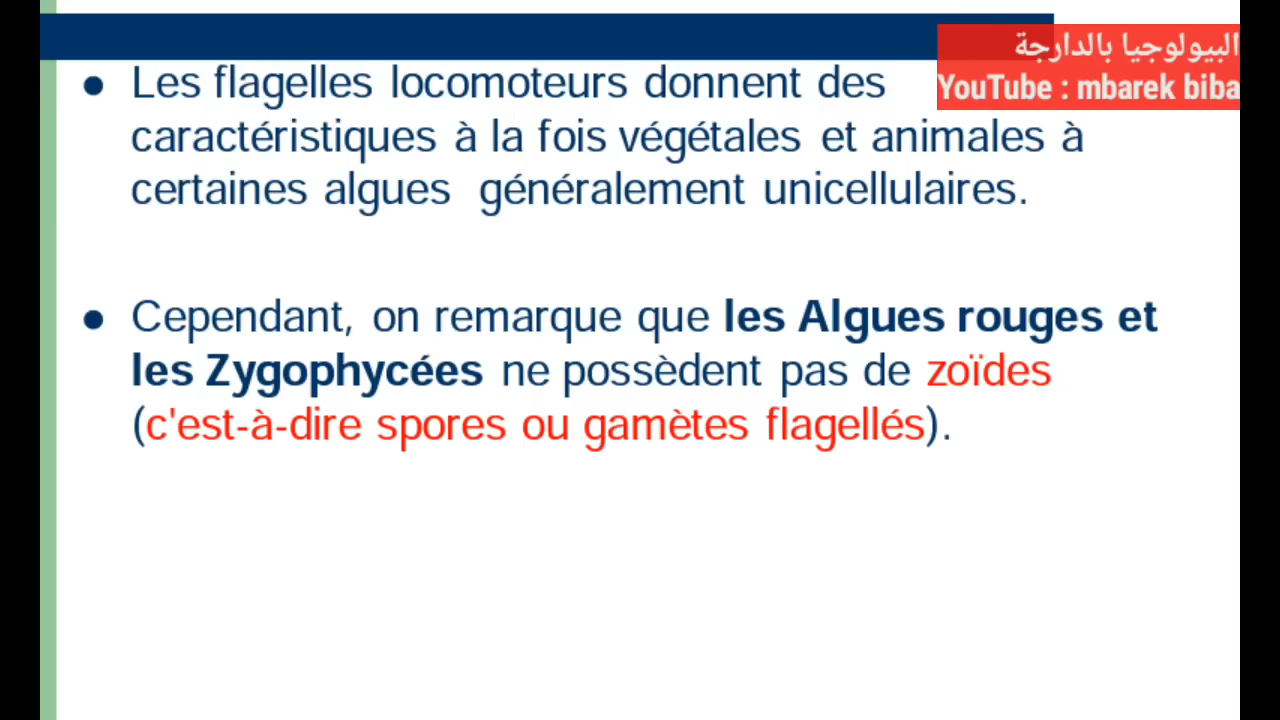 البيولوجيا بالدارجة
YouTube : mbarek biba
● Les flagelles locomoteurs donnent des
caractéristiques à la fois végétales et animales à
certaines algues généralement unicellulaires.
● Cependant, on remarque que les Algues rouges et
les Zygophycées ne possèdent pas de zoïdes
(c'est-à-dire spores ou gamètes flagellés).